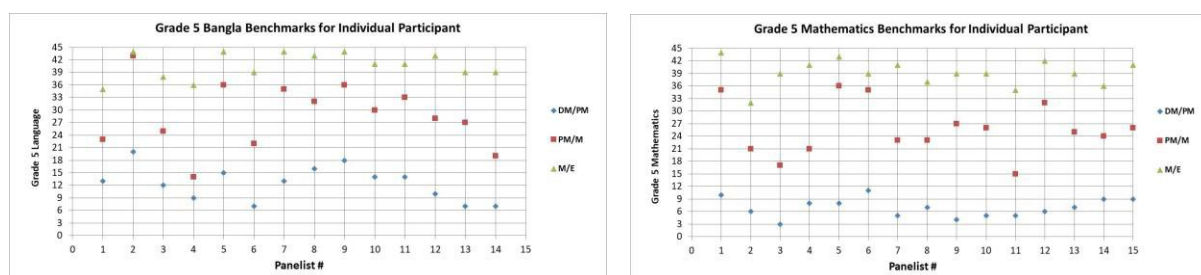 Grade 5 Bangla Benchmarks for Individual Participant
45
42
39
36
33
30
27
24
21
18
15
12
9
6
3
0
Grade 5 Language
1 2 3 4 5 6 7 8 9 10 11 12 13 14 15
Panelist #
DM/PM
PM/M
M/E
Grade 5 Mathematics Benchmarks for Individual Participant
45
42
39
36
33
30
27
24
21
18
15
12
9
6
3
0
Grade 5 Mathematics
1 2 3 4 5 6 7 8 9 10 11 12 13 14 15
Panelist #
DM/PM
PM/M
M/E